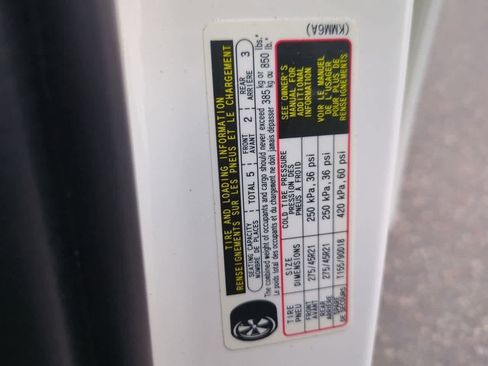 (KMM6A)
TIRE AND LOADING INFORMATION
RENSEIGNEMENTS SUR LES PNEUS ET LE CHARGEMENT
SEATING CAPACITY TOTAL 5 FRONT 2 REAR 3
NOMBRE DE PLACES AVANT ARRIÈRE
The combined weight of occupants and cargo should never exceed 385 kg or 850 lbs.
Le poids total des occupants et du chargement ne doit jamais dépasser 385 kg ou 850 lb.
TIRE SIZE COLD TIRE PRESSURE
PNEU DIMENSIONS PRESSION DES PNEUS À FROID
FRONT AVANT 275/45R21 250 kPa, 36 psi
REAR ARRIÈRE 275/45R21 250 kPa, 36 psi
SPARE DE SECOURS T155/90D18 420 kPa, 60 psi
SEE OWNER'S
MANUAL FOR
ADDITIONAL
INFORMATION
VOIR LE MANUEL
DE L'USAGER
POUR PLUS DE
RENSEIGNEMENTS